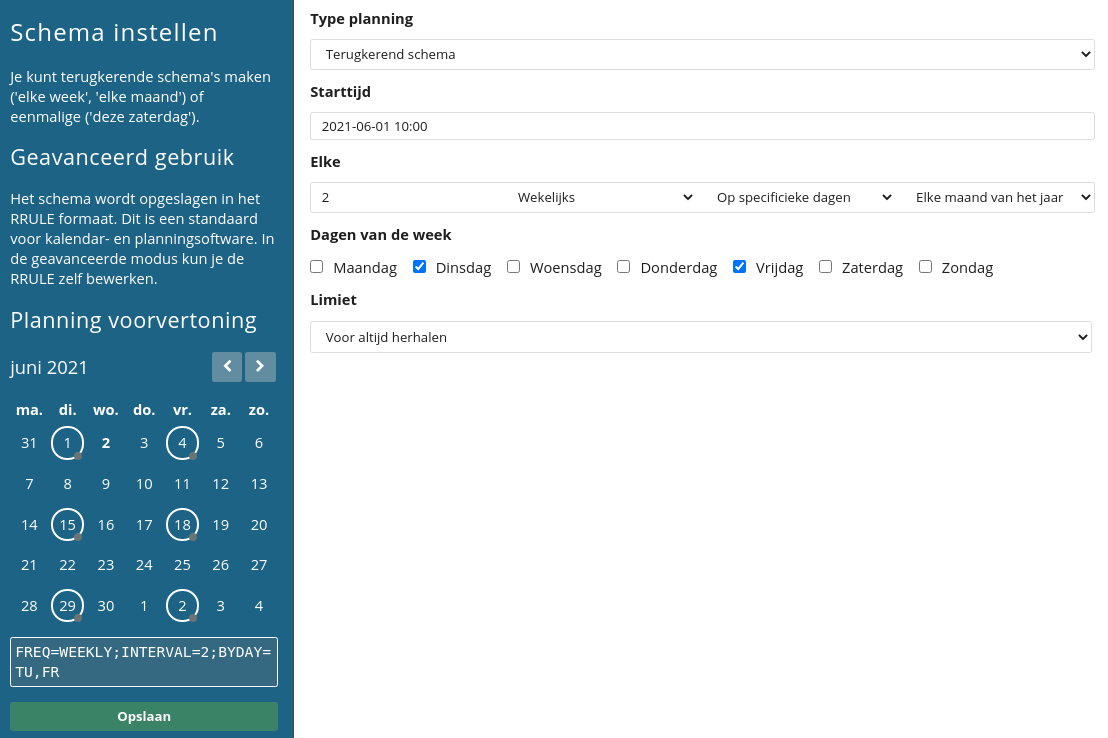 Schema instellen
Je kunt terugkerende schema's maken
('elke week', 'elke maand') of
eenmalige ('deze zaterdag').
Geavanceerd gebruik
Het schema wordt opgeslagen in het
RRULE formaat. Dit is een standaard
voor kalendar- en planningsoftware. In
de geavanceerde modus kun je de
RRULE zelf bewerken.
Planning voorvertoning
juni 2021
ma. di. wo. do. vr. za. zo.
31 1 2 3 4 5 6
7 8 9 10 11 12 13
14 15 16 17 18 19 20
21 22 23 24 25 26 27
28 29 30 1 2 3 4
FREQ=WEEKLY;INTERVAL=2;BYDAY=
TU,FR
Opslaan
Type planning
Terugkerend schema
Starttijd
2021-06-01 10:00
Elke
2 Wekelijks Op specificieke dagen Elke maand van het jaar
Dagen van de week
Maandag Dinsdag Woensdag Donderdag Vrijdag Zaterdag Zondag
Limiet
Voor altijd herhalen